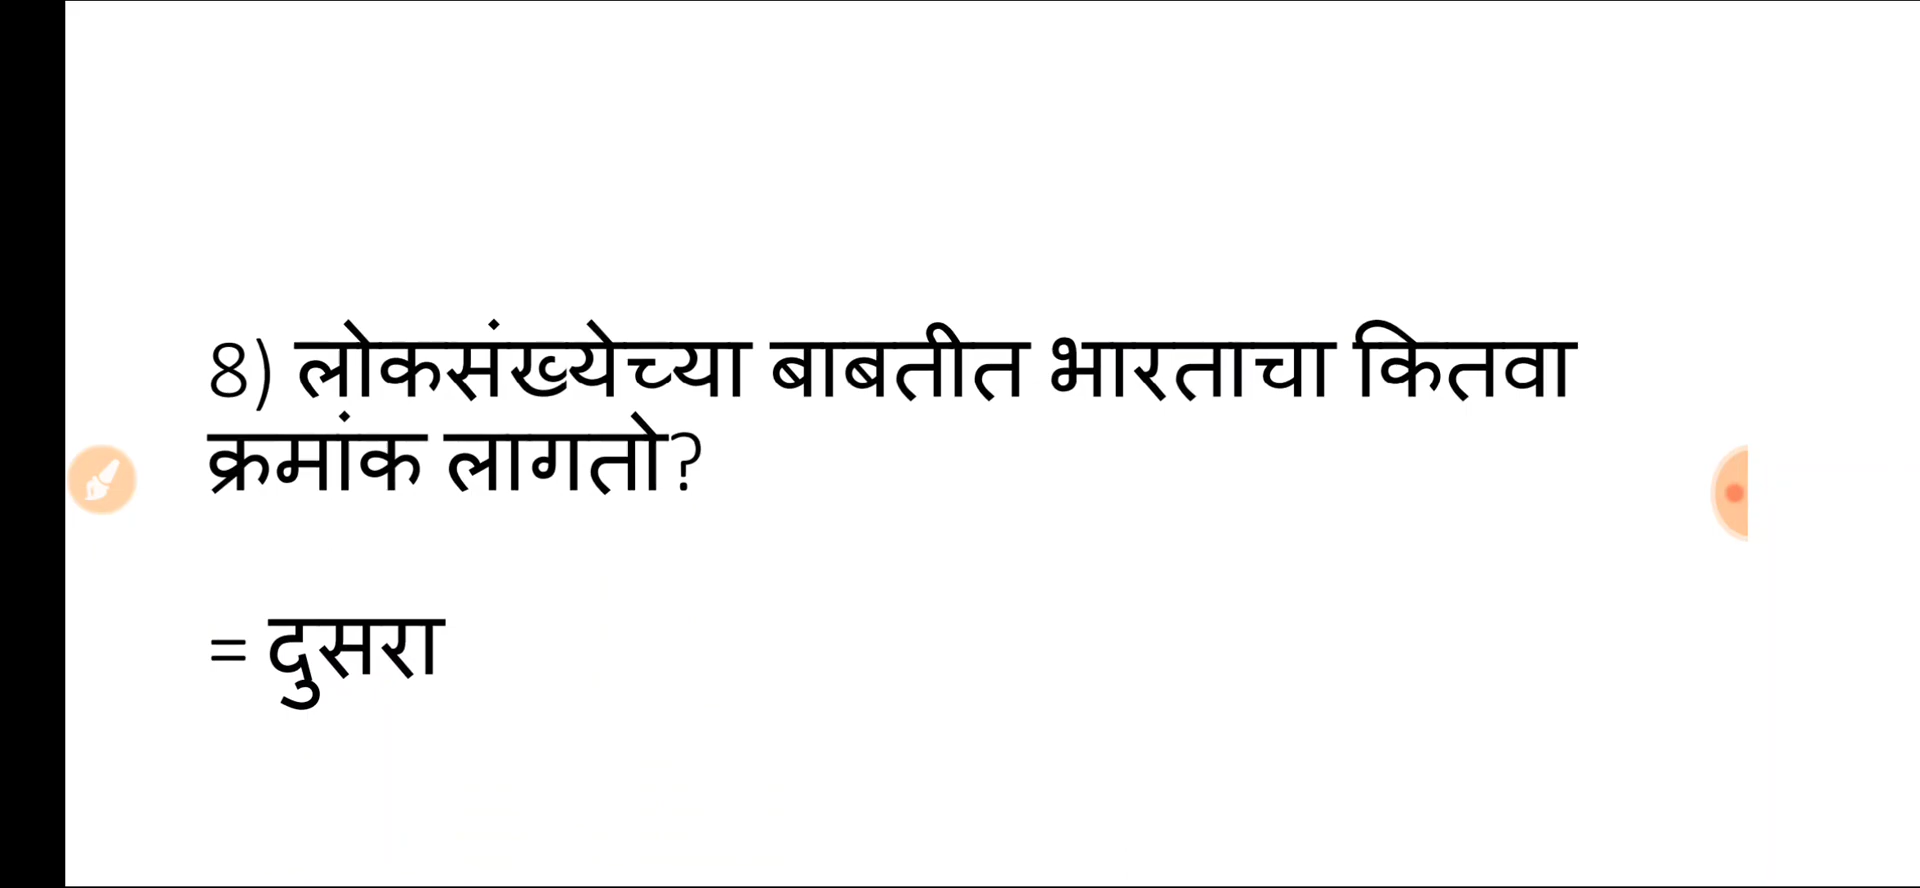 8) लोकसंख्येच्या बाबतीत भारताचा कितवा
क्रमांक लागतो?
= दुसरा